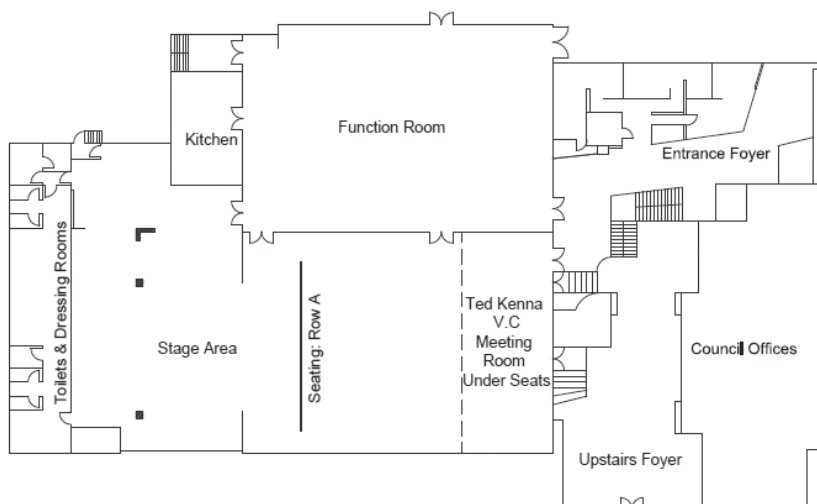 Function Room
Kitchen
Entrance Foyer
Toilets & Dressing Rooms
Stage Area
Seating: Row A
Ted Kenna
V.C
Meeting
Room
Under Seats
Council Offices
Upstairs Foyer